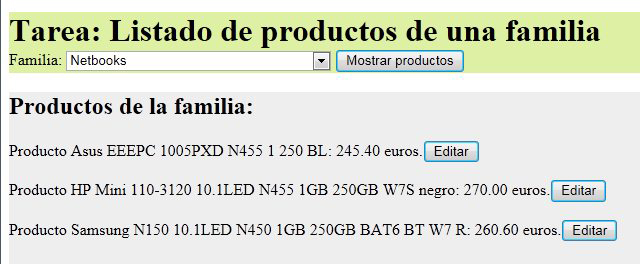 Tarea: Listado de productos de una familia
Familia: Netbooks Mostrar productos
Productos de la familia:
Producto Asus EEEPC 1005PXD N455 1 250 BL: 245.40 euros. Editar
Producto HP Mini 110-3120 10.1LED N455 1GB 250GB W7S negro: 270.00 euros. Editar
Producto Samsung N150 10.1LED N450 1GB 250GB BAT6 BT W7 R: 260.60 euros. Editar